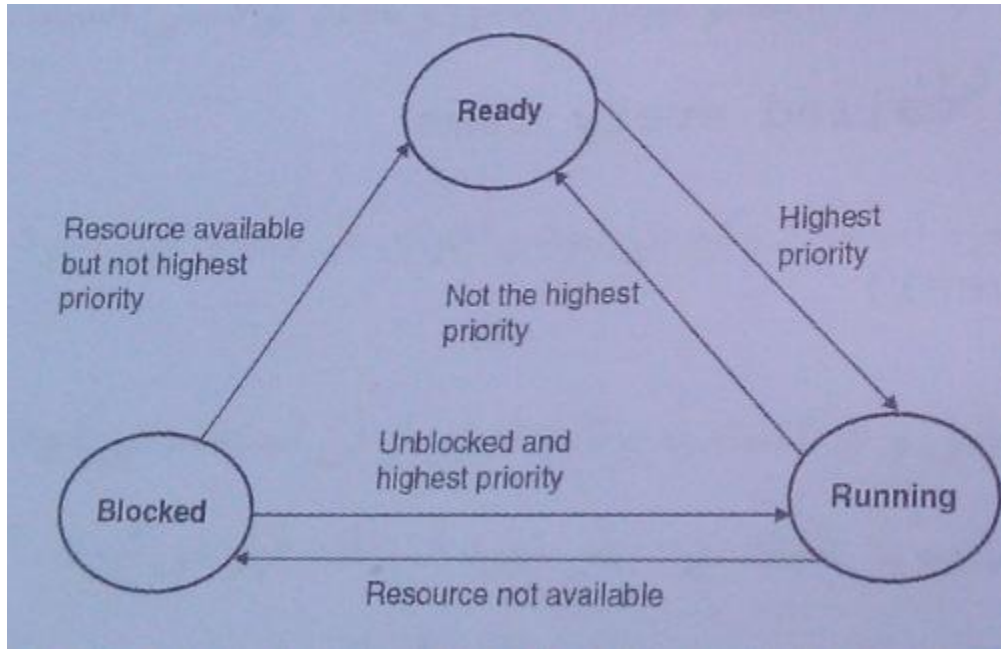 Ready
Resource available
but not highest
priority
Highest
priority
Not the highest
priority
Unblocked and
highest priority
Blocked
Running
Resource not available